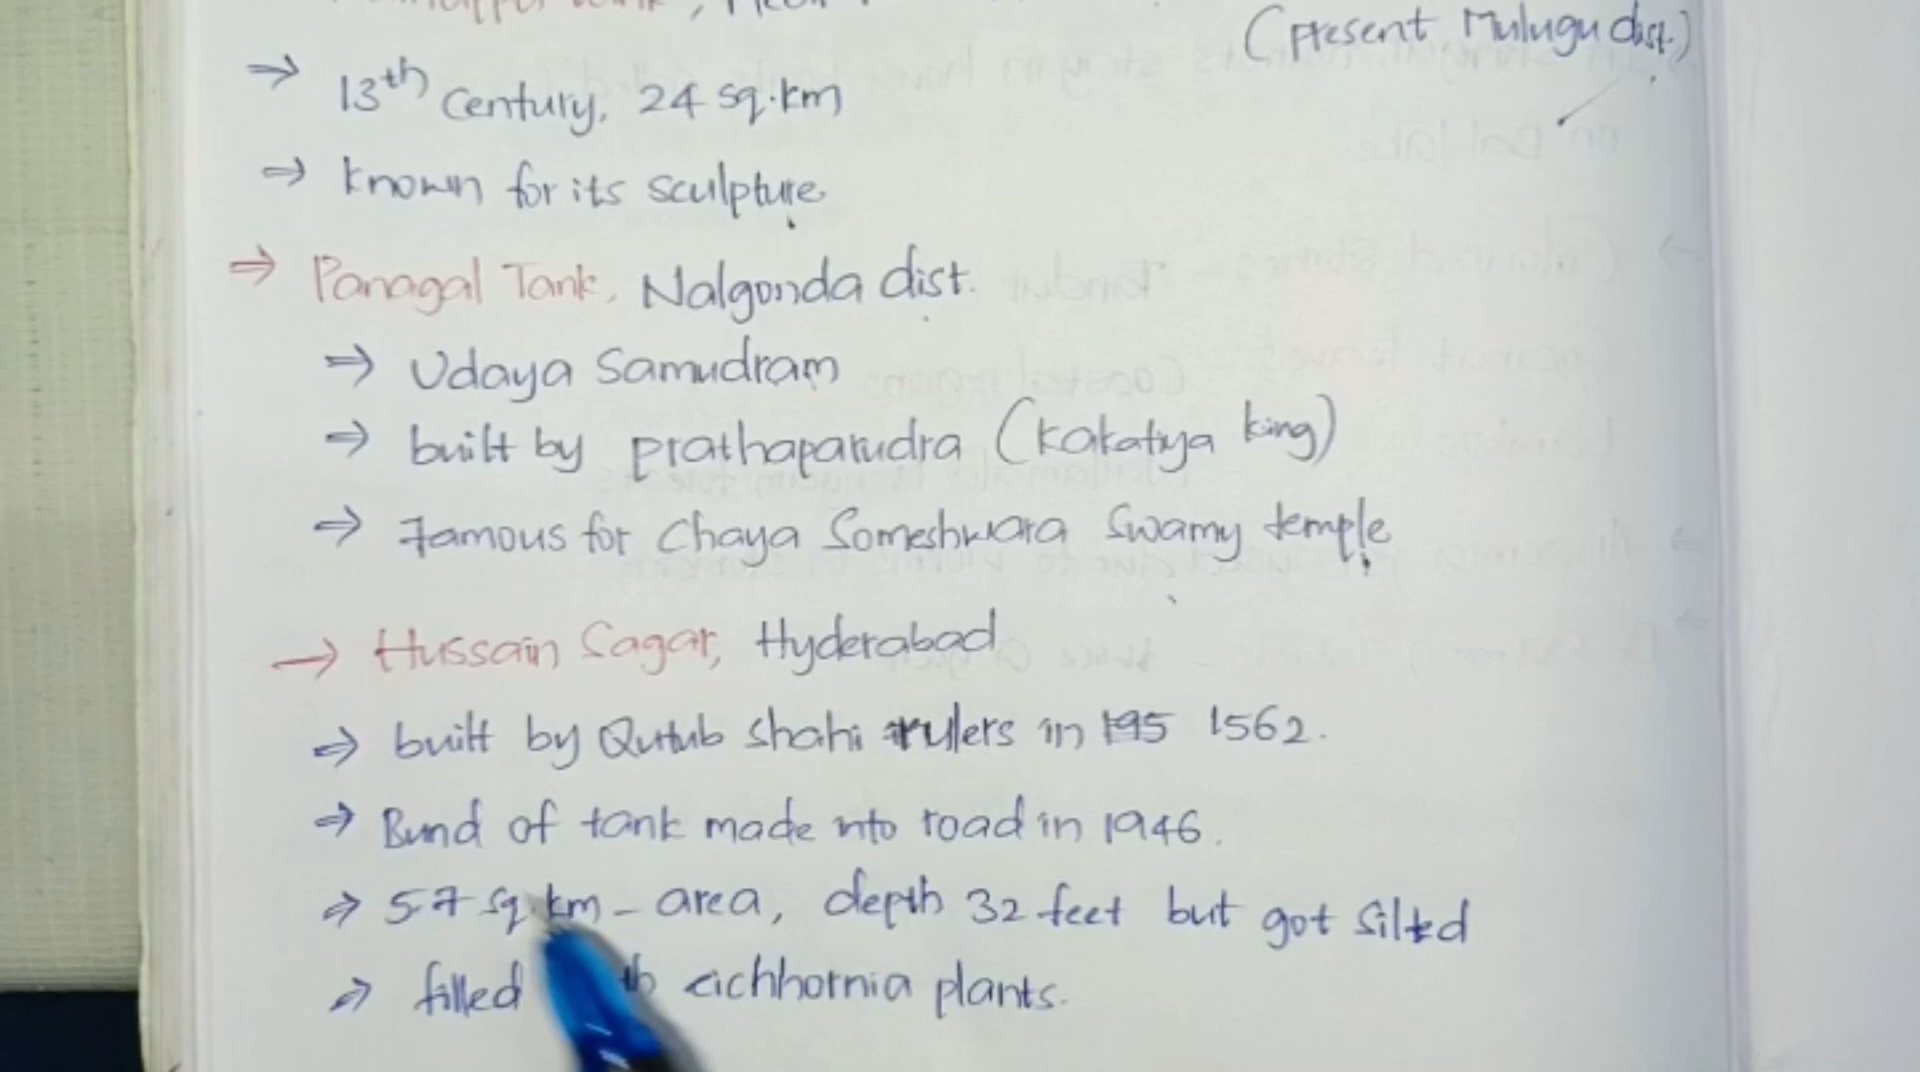 (present Mulugu dist.)
→ 13th century, 24 sq.km
→ known for its sculpture
→ Panagal Tank, Nalgonda dist.
→ Udaya Samudram
→ built by prathaparudra (Kakatiya king)
→ Famous for Chaya Someshwara Swamy temple
→ Hussain Sagar, Hyderabad
→ built by Qutub shahi rulers in 195 1562.
→ Bund of tank made into road in 1946.
→ 5.7 sq.km - area, depth 32 feet but got silted
→ filled eichhornia plants.